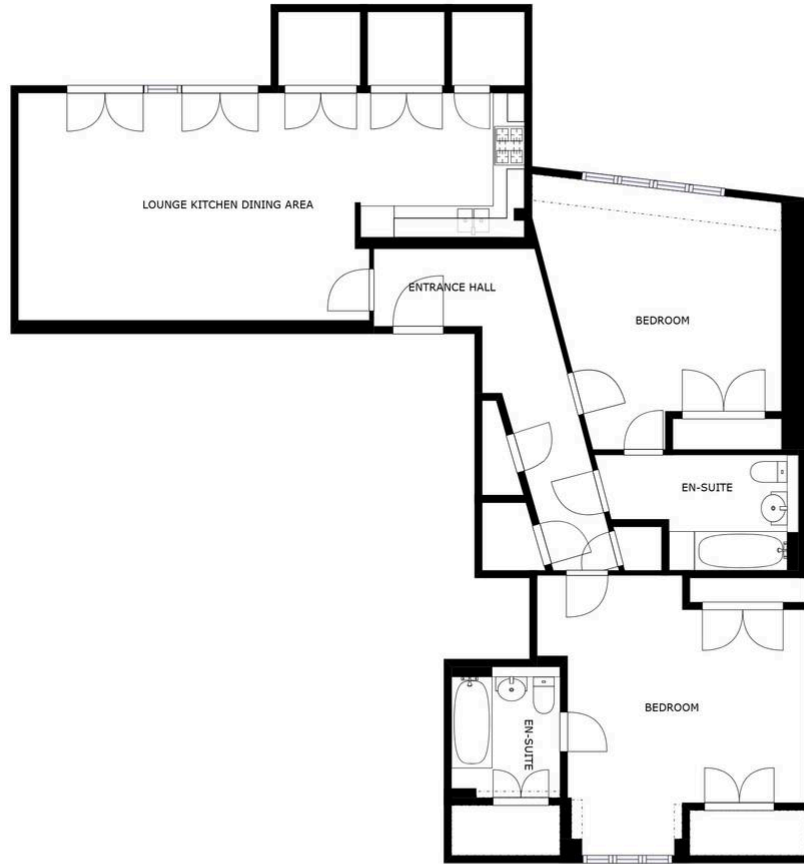 LOUNGE KITCHEN DINING AREA
ENTRANCE HALL
BEDROOM
EN-SUITE
BEDROOM
EN-SUITE